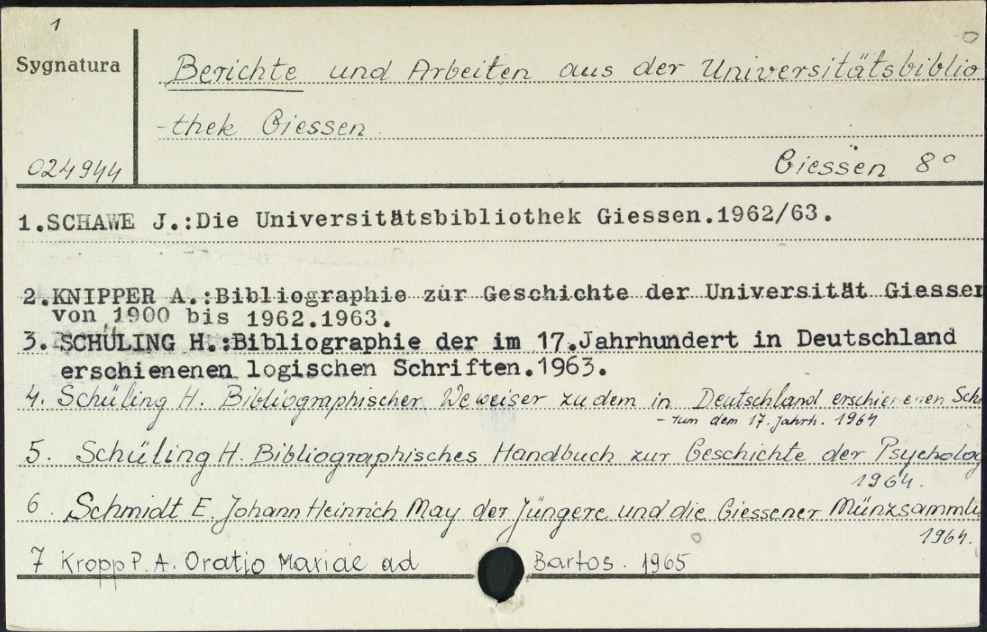 1
Sygnatura
Berichte und Arbeiten aus der Universitätsbiblio
-thek Giessen
024944
Giessen 8°
1.SCHAWE J.:Die Universitätsbibliothek Giessen.1962/63.
2.KNIPPER A.:Bibliographie zur Geschichte der Universität Giessen
von 1900 bis 1962.1963.
3. SCHÜLING H.:Bibliographie der im 17.Jahrhundert in Deutschland
erschienenen logischen Schriften.1963.
4. Schüling H. Bibliographischer Weweiser zu dem in Deutschland erschienenen Sch
-tum dem 17. Jahrh. 1964
5. Schüling H. Bibliographisches Handbuch zur Geschichte der Psycholog
1964.
6. Schmidt E. Johann Heinrich May der Jüngere und die Giessener Münzsammlu
1964.
7 Kropp P. A. Oratio Mariae ad Bartos. 1965